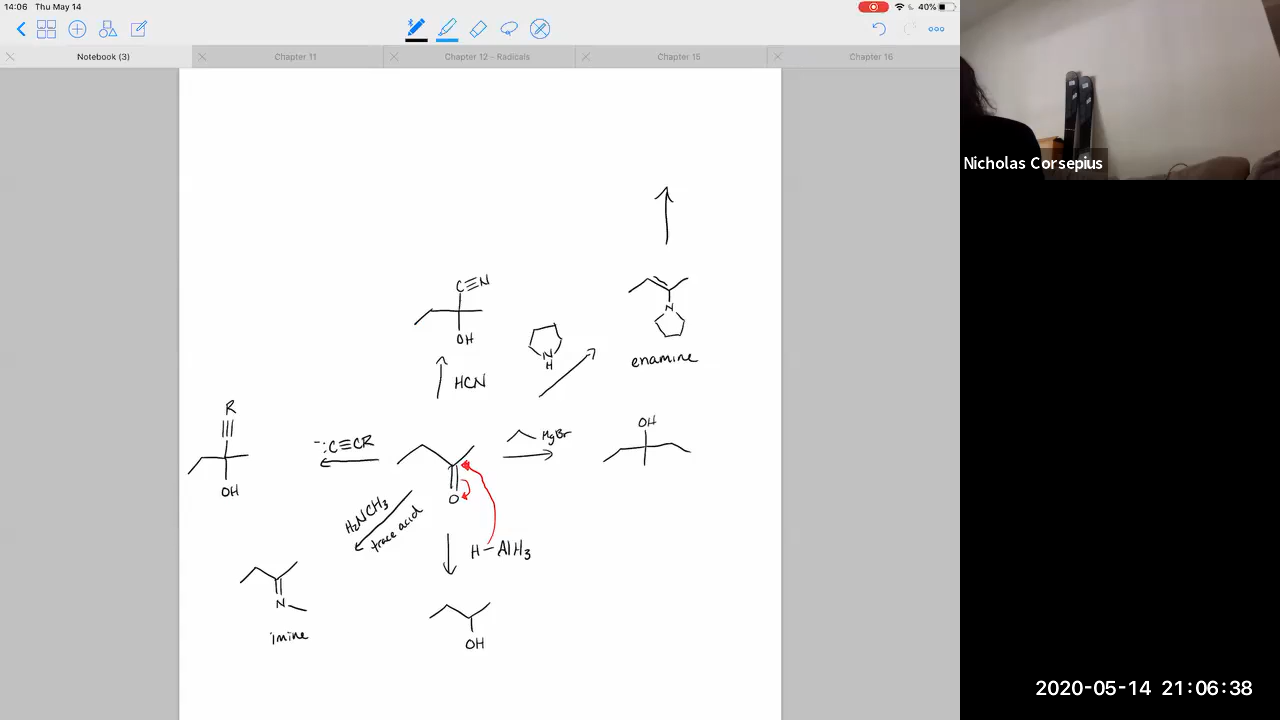 14:06 Thu May 14
40%
Notebook (3)
Chapter 11
Chapter 12 - Radicals
Chapter 15
Chapter 16
Nicholas Corsepius
C≡N
OH
HCN
N
H
N
enamine
R
OH
⁻:C≡CR
O
MgBr
OH
H₂NCH₃
trace acid
H-AlH₃
N
imine
OH
2020-05-14 21:06:38